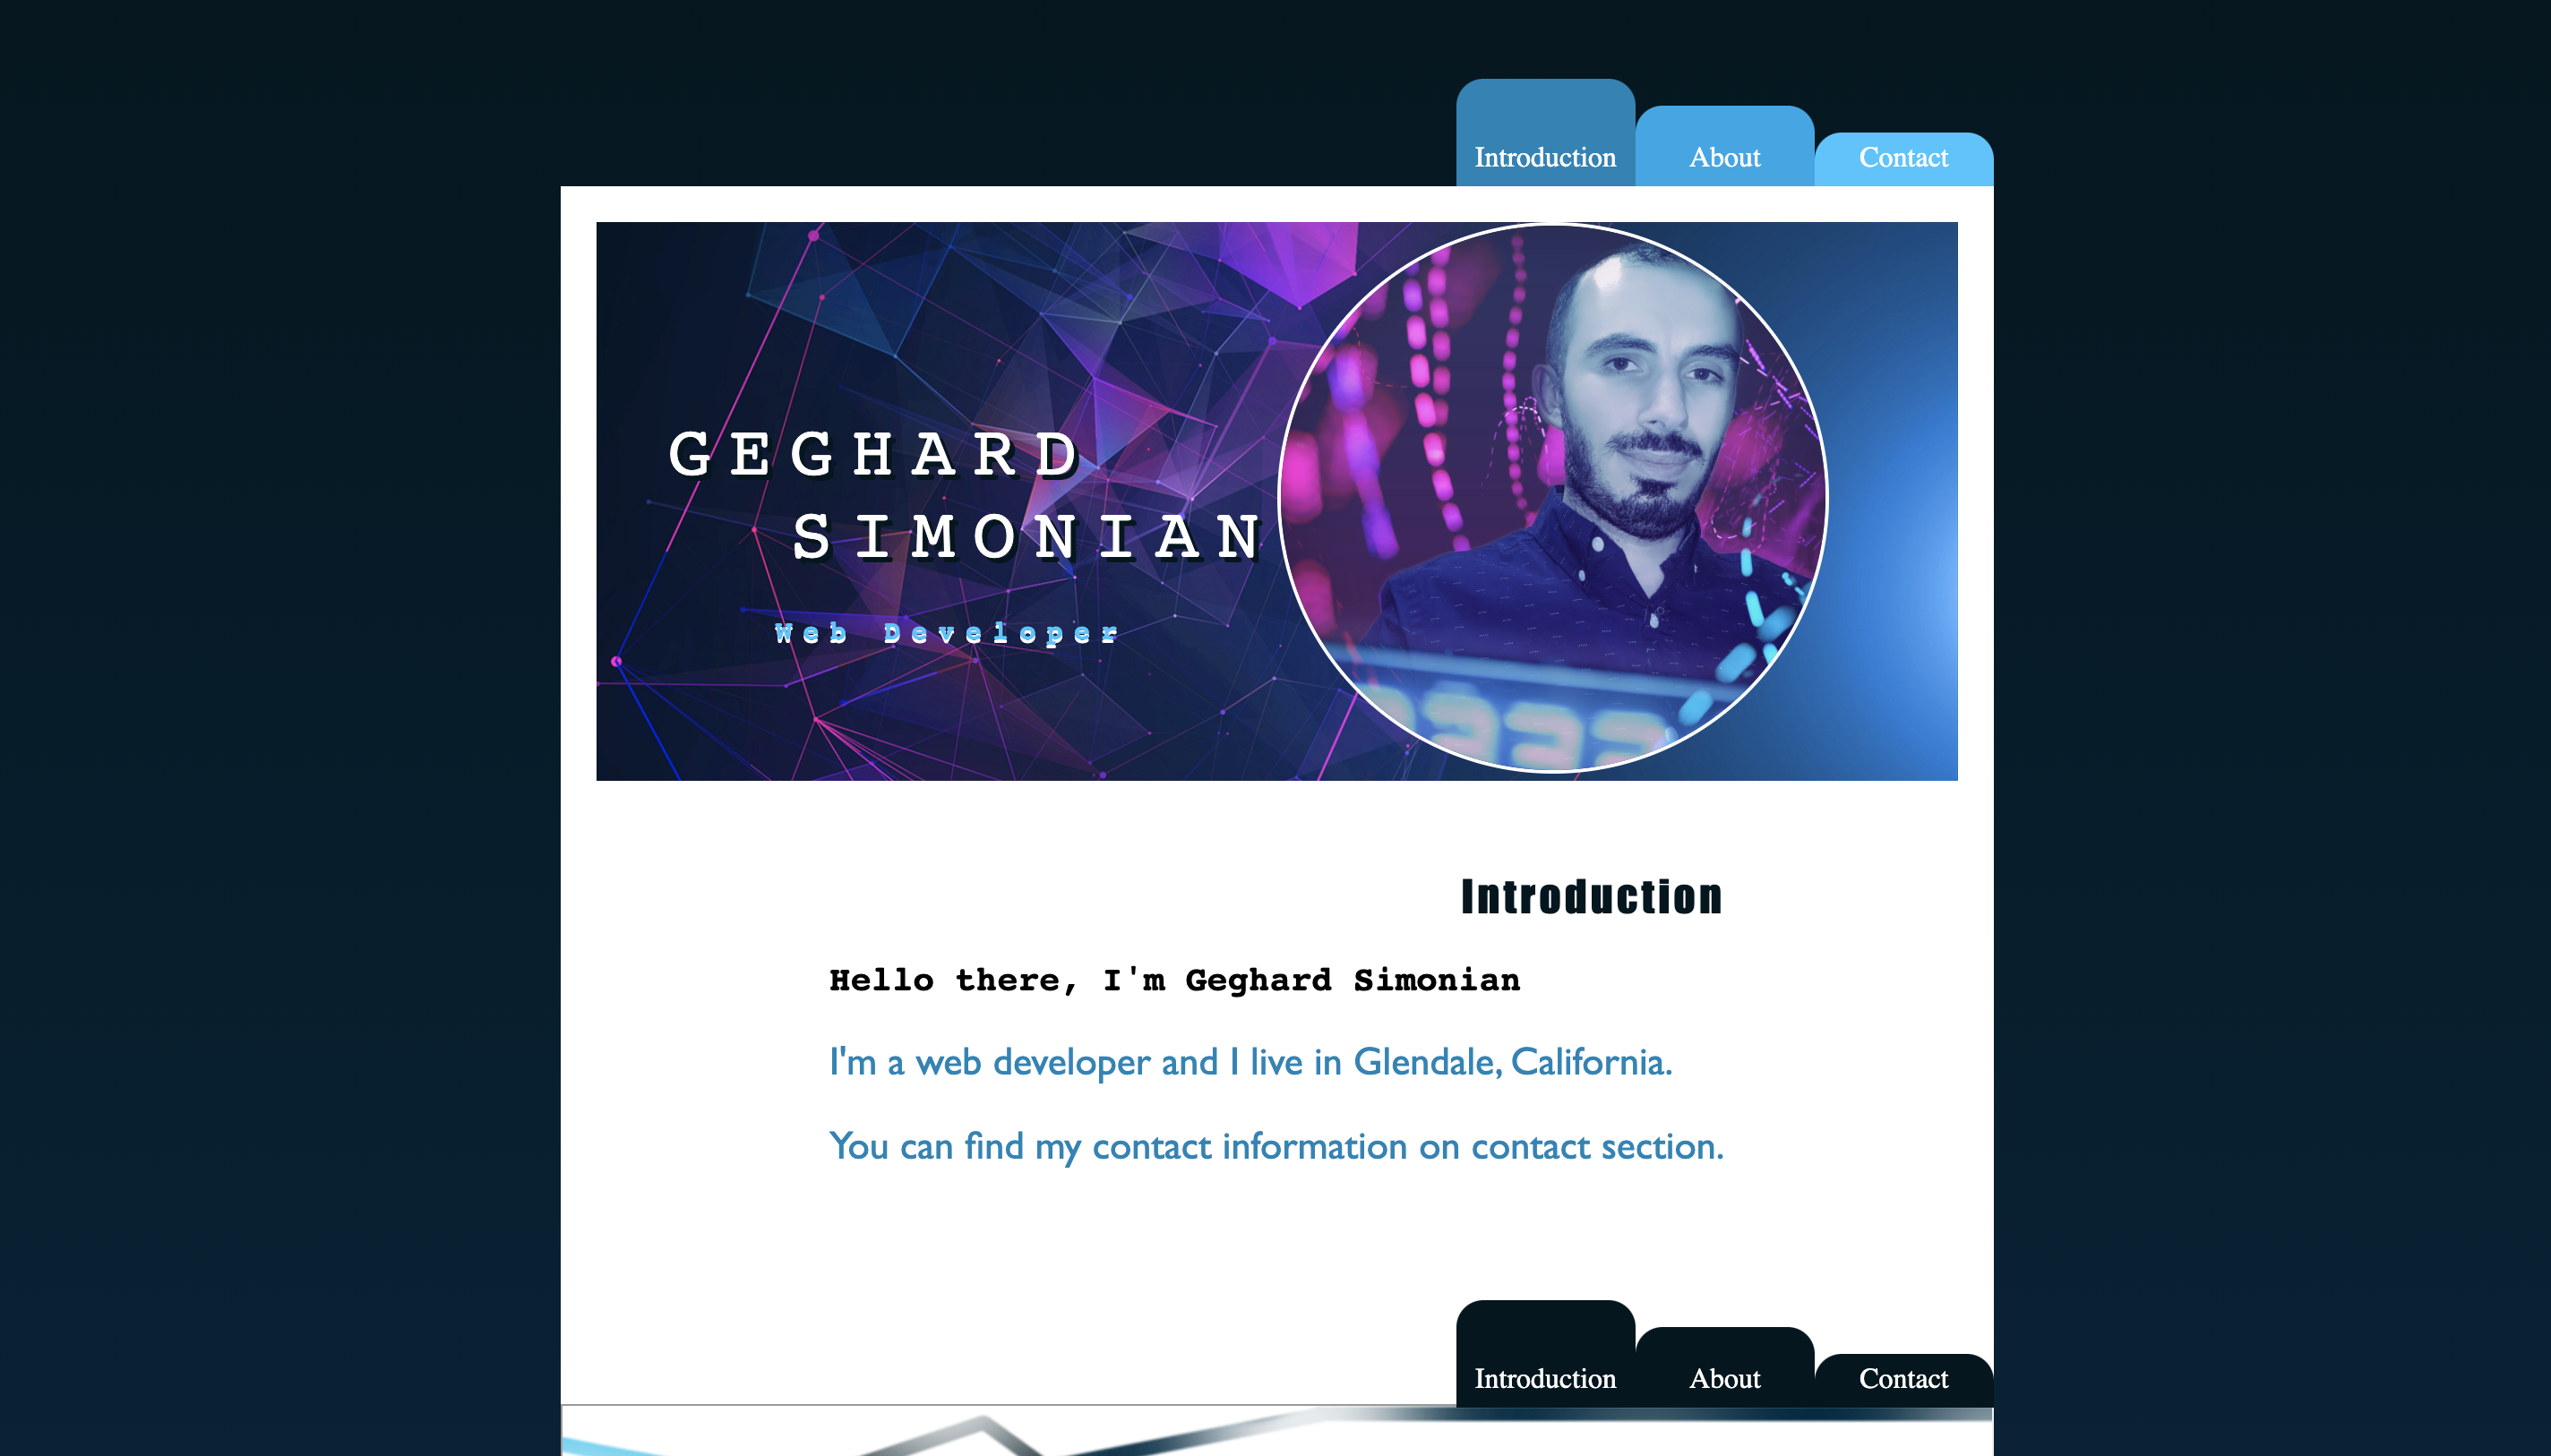 Introduction
About
Contact
GEGHARD
SIMONIAN
Web Developer
Introduction
Hello there, I'm Geghard Simonian
I'm a web developer and I live in Glendale, California.
You can find my contact information on contact section.
Introduction
About
Contact